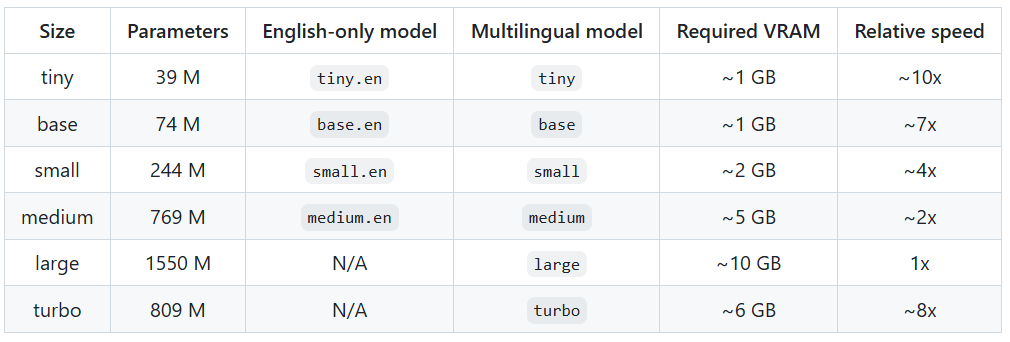 Size Parameters English-only model Multilingual model Required VRAM Relative speed
tiny 39 M tiny.en tiny ~1 GB ~10x
base 74 M base.en base ~1 GB ~7x
small 244 M small.en small ~2 GB ~4x
medium 769 M medium.en medium ~5 GB ~2x
large 1550 M N/A large ~10 GB 1x
turbo 809 M N/A turbo ~6 GB ~8x